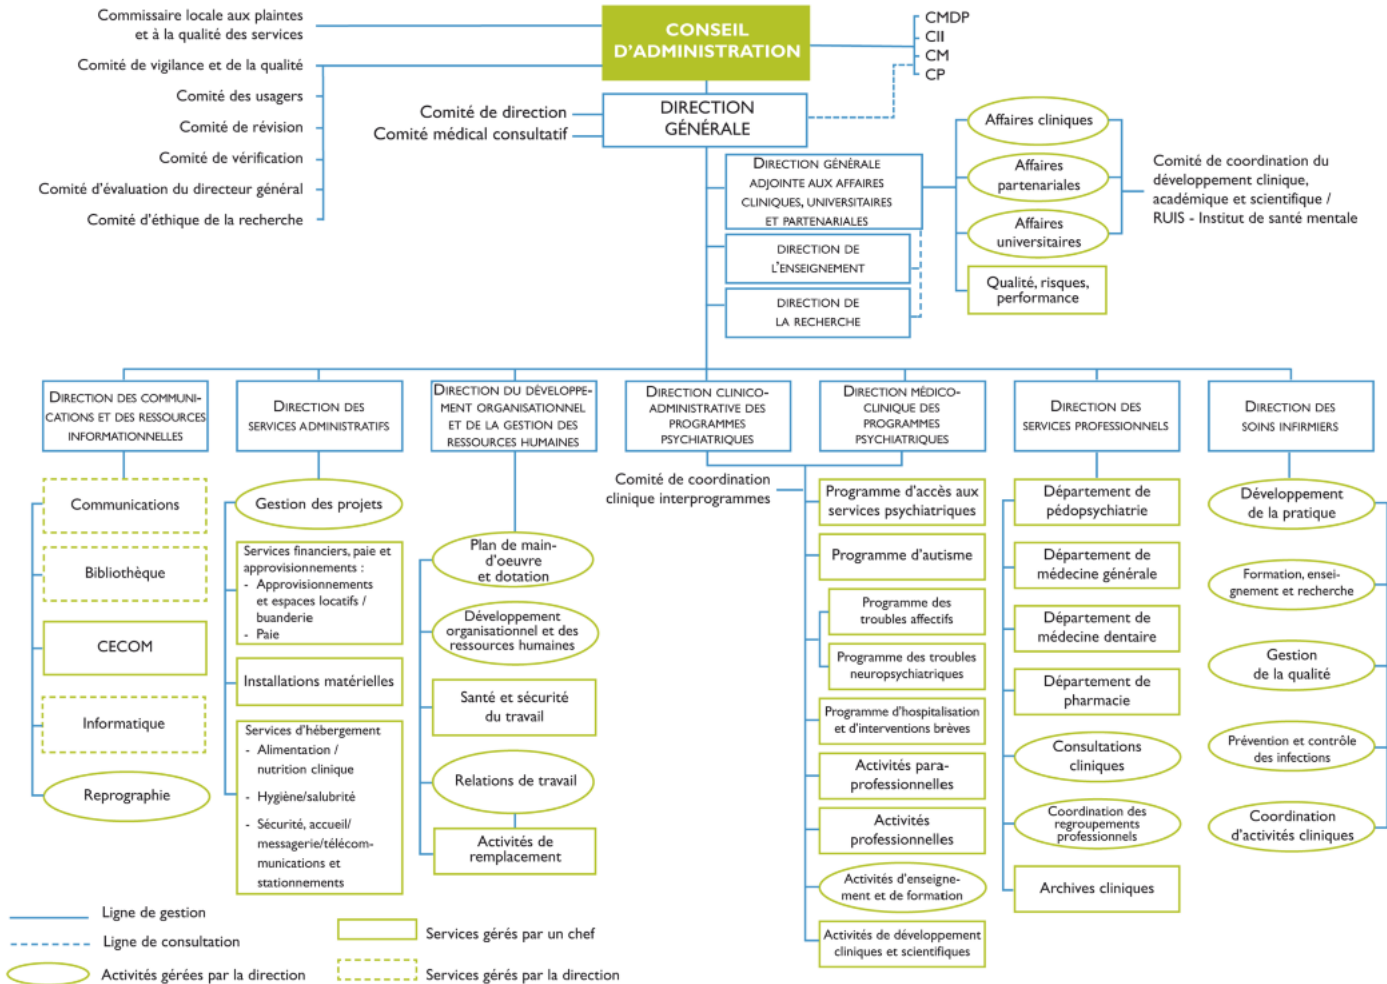 Commissaire locale aux plaintes
et à la qualité des services
CONSEIL
D'ADMINISTRATION
CMDP
CII
CM
CP
Comité de vigilance et de la qualité
Comité des usagers
Comité de révision
Comité de vérification
Comité d'évaluation du directeur général
Comité d'éthique de la recherche
Comité de direction
Comité médical consultatif
DIRECTION
GÉNÉRALE
DIRECTION GÉNÉRALE
ADJOINTE AUX AFFAIRES
CLINIQUES, UNIVERSITAIRES
ET PARTENARIALES
DIRECTION DE
L'ENSEIGNEMENT
DIRECTION DE
LA RECHERCHE
Affaires cliniques
Affaires
partenariales
Affaires
universitaires
Qualité, risques,
performance
Comité de coordination du
développement clinique,
académique et scientifique /
RUIS - Institut de santé mentale
DIRECTION DES COMMUNI-
CATIONS ET DES RESSOURCES
INFORMATIONNELLES
Communications
Bibliothèque
CECOM
Informatique
Reprographie
DIRECTION DES
SERVICES ADMINISTRATIFS
Gestion des projets
Services financiers, paie et
approvisionnements :
- Approvisionnements
et espaces locatifs /
buanderie
- Paie
Installations matérielles
Services d'hébergement
- Alimentation /
nutrition clinique
- Hygiène/salubrité
- Sécurité, accueil/
messagerie/télécom-
munications et
stationnements
DIRECTION DU DÉVELOPPE-
MENT ORGANISATIONNEL
ET DE LA GESTION DES
RESSOURCES HUMAINES
Plan de main-
d'oeuvre
et dotation
Développement
organisationnel et des
ressources humaines
Santé et sécurité
du travail
Relations de travail
Activités de
remplacement
DIRECTION CLINICO-
ADMINISTRATIVE DES
PROGRAMMES
PSYCHIATRIQUES
DIRECTION MÉDICO-
CLINIQUE DES
PROGRAMMES
PSYCHIATRIQUES
Comité de coordination
clinique interprogrammes
Programme d'accès aux
services psychiatriques
Programme d'autisme
Programme des
troubles affectifs
Programme des troubles
neuropsychiatriques
Programme d'hospitalisation
et d'interventions brèves
Activités para-
professionnelles
Activités
professionnelles
Activités d'enseigne-
ment et de formation
Activités de développement
cliniques et scientifiques
DIRECTION DES
SERVICES PROFESSIONNELS
Département de
pédopsychiatrie
Département de
médecine générale
Département de
médecine dentaire
Département de
pharmacie
Consultations
cliniques
Coordination des
regroupements
professionnels
Archives cliniques
DIRECTION DES
SOINS INFIRMIERS
Développement
de la pratique
Formation, ensei-
gnement et recherche
Gestion
de la qualité
Prévention et contrôle
des infections
Coordination
d'activités cliniques
Ligne de gestion
Ligne de consultation
Activités gérées par la direction
Services gérés par un chef
Services gérés par la direction